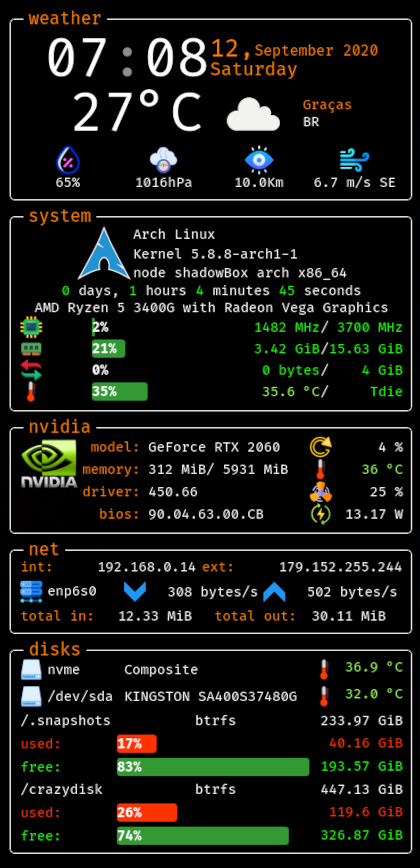 weather
07:08 12, September 2020
Saturday
27°C Graças
BR
65% 1016hPa 10.0Km 6.7 m/s SE
system
Arch Linux
Kernel 5.8.8-arch1-1
node shadowBox arch x86_64
0 days, 1 hours 4 minutes 45 seconds
AMD Ryzen 5 3400G with Radeon Vega Graphics
2% 1482 MHz/ 3700 MHz
21% 3.42 GiB/15.63 GiB
0% 0 bytes/ 4 GiB
35% 35.6 °C/ Tdie
nvidia
model: GeForce RTX 2060 4 %
memory: 312 MiB/ 5931 MiB 36 °C
NVIDIA driver: 450.66 25 %
bios: 90.04.63.00.CB 13.17 W
net
int: 192.168.0.14 ext: 179.152.255.244
enp6s0 308 bytes/s 502 bytes/s
total in: 12.33 MiB total out: 30.11 MiB
disks
nvme Composite 36.9 °C
/dev/sda KINGSTON SA400S37480G 32.0 °C
/.snapshots btrfs 233.97 GiB
used: 17% 40.16 GiB
free: 83% 193.57 GiB
/crazydisk btrfs 447.13 GiB
used: 26% 119.6 GiB
free: 74% 326.87 GiB